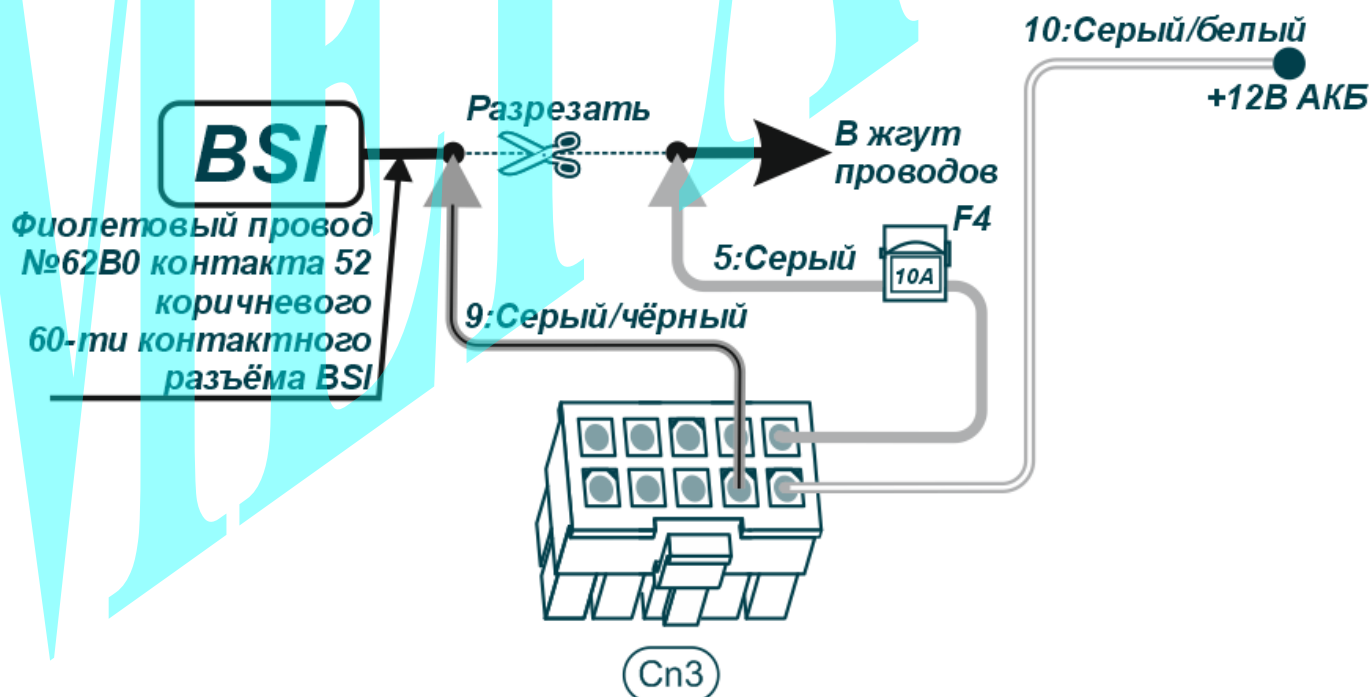 10:Серый/белый
+12В АКБ
Разрезать
BSI
В жгут
проводов
Фиолетовый провод
№62В0 контакта 52
коричневого
60-ти контактного
разъёма BSI
F4
5:Серый
10А
9:Серый/чёрный
Cn3